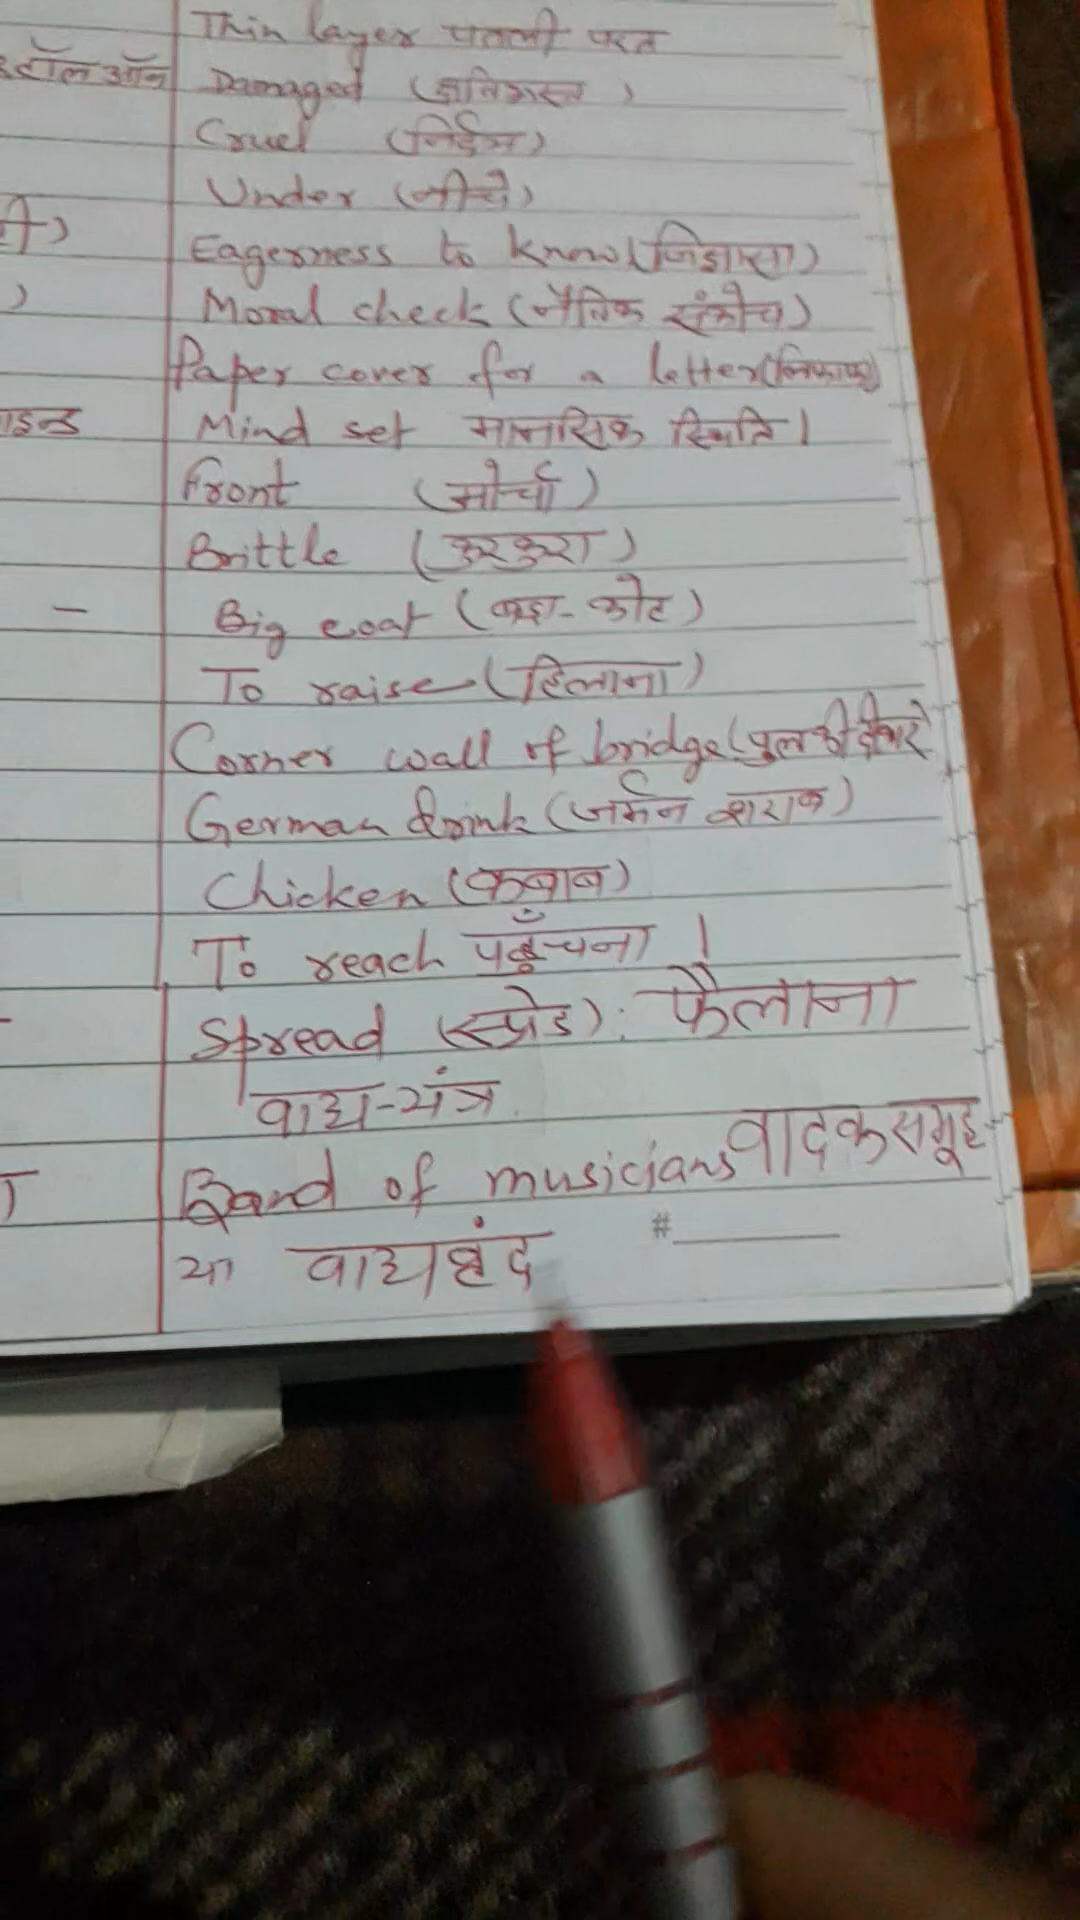 Thin layer पतली परत
स्टॉल ऑन Damaged (क्षतिग्रस्त)
Cruel (निर्दय)
Under (नीचे)
Eagerness to know (जिज्ञासा)
Moral check (नैतिक संकोच)
Paper cover for a letter (लिफाफा)
Mind set मानसिक स्थिति।
Front (मोर्चा)
Brittle (कुरकुरा)
– Big coat (बड़ा-कोट)
To raise (हिलाना)
Corner wall of bridge (पुल की दीवारे
German drink (जर्मन शराब)
Chicken (कबाब)
To reach पहुँचना।
Spread (स्प्रेड): फैलाना
वाद्य-यंत्र
Band of musicians वादक समूह
या वाद्यवृंद #